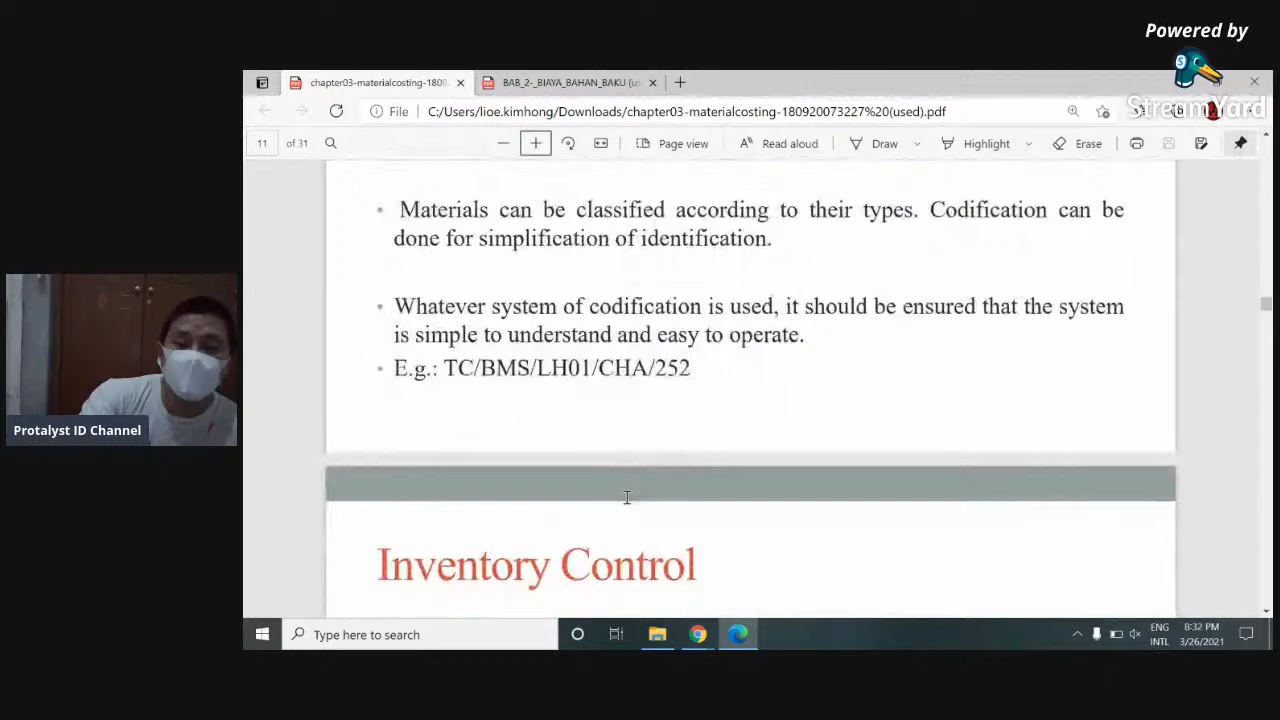 Powered by
StreamYard
chapter03-materialcosting-1809
BAB_2-_BIAYA_BAHAN_BAKU (u
File
C:/Users/lioe.kimhong/Downloads/chapter03-materialcosting-180920073227%20(used).pdf
11 of 31
Page view
Read aloud
Draw
Highlight
Erase
• Materials can be classified according to their types. Codification can be
done for simplification of identification.
• Whatever system of codification is used, it should be ensured that the system
is simple to understand and easy to operate.
• E.g.: TC/BMS/LH01/CHA/252
Protalyst ID Channel
Inventory Control
Type here to search
ENG
INTL
8:32 PM
3/26/2021